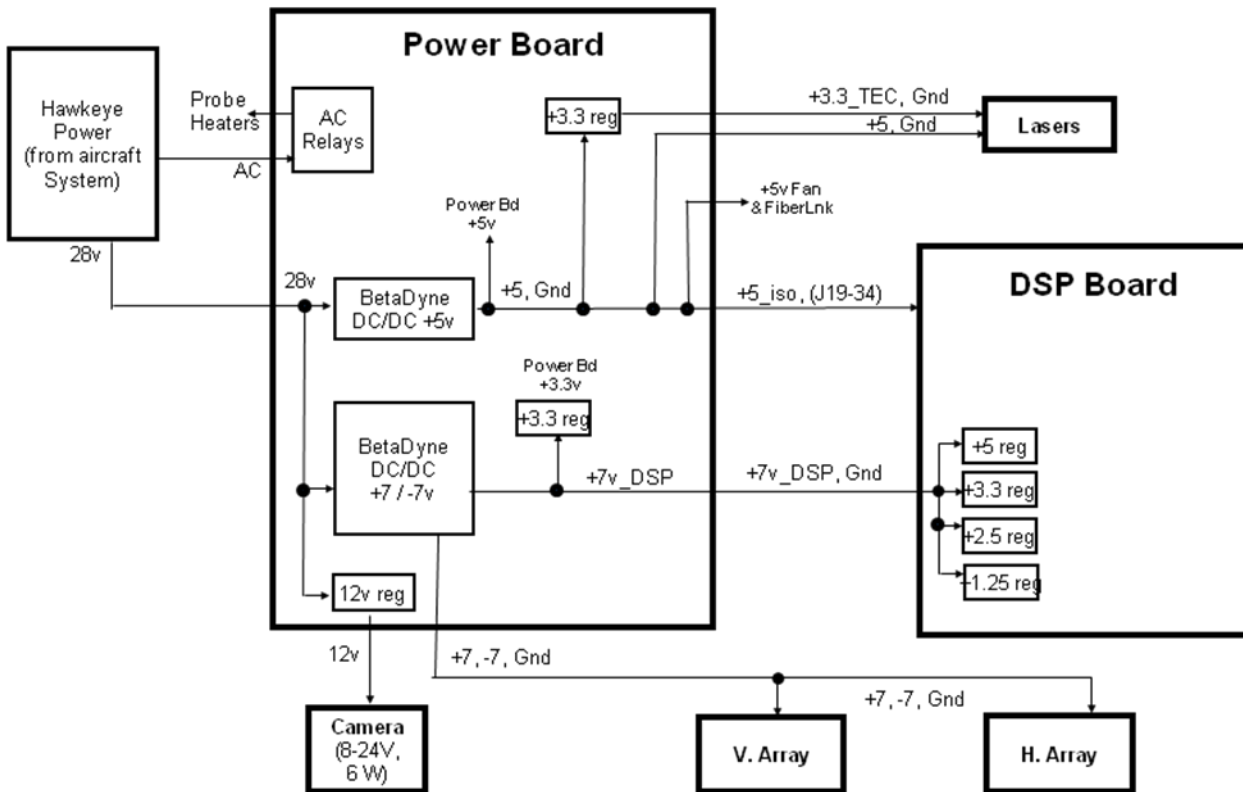 Power Board
Hawkeye
Power
(from aircraft
System)
Probe
Heaters
AC
Relays
AC
+3.3 reg
+3.3_TEC, Gnd
+5, Gnd
Lasers
+5v Fan
& FiberLnk
Power Bd
+5v
28v
28v
BetaDyne
DC/DC +5v
+5, Gnd
+5_iso, (J19-34)
DSP Board
Power Bd
+3.3v
+3.3 reg
BetaDyne
DC/DC
+7 / -7v
+7v_DSP
+7v_DSP, Gnd
+5 reg
+3.3 reg
+2.5 reg
+1.25 reg
12v reg
12v
+7, -7, Gnd
+7, -7, Gnd
Camera
(8-24V,
6 W)
V. Array
H. Array